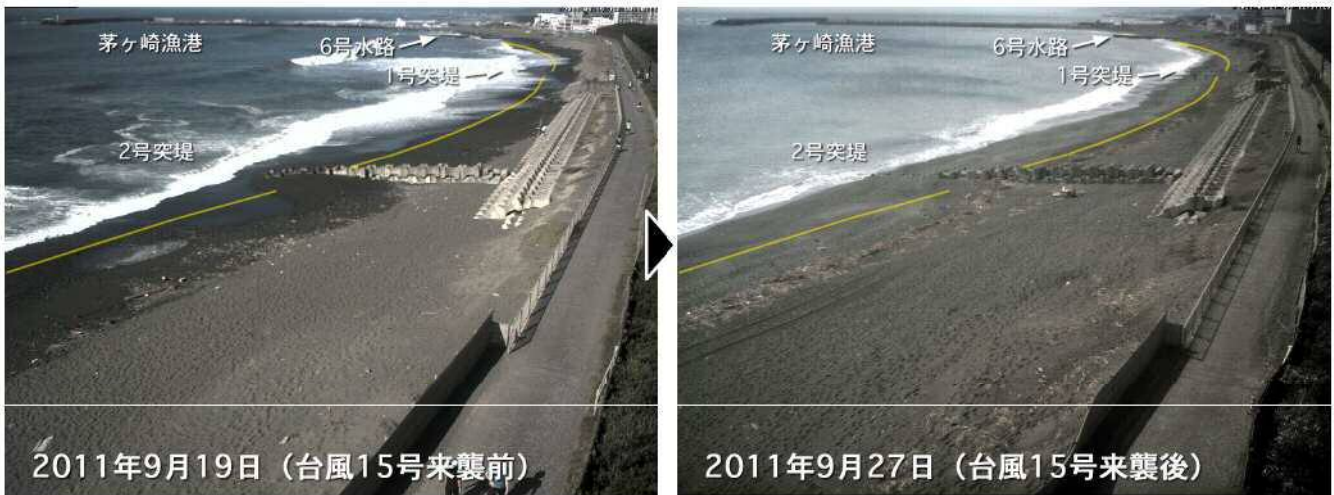 茅ヶ崎漁港
6号水路
1号突堤
2号突堤
2011年9月19日（台風15号来襲前）
茅ヶ崎漁港
6号水路
1号突堤
2号突堤
2011年9月27日（台風15号来襲後）